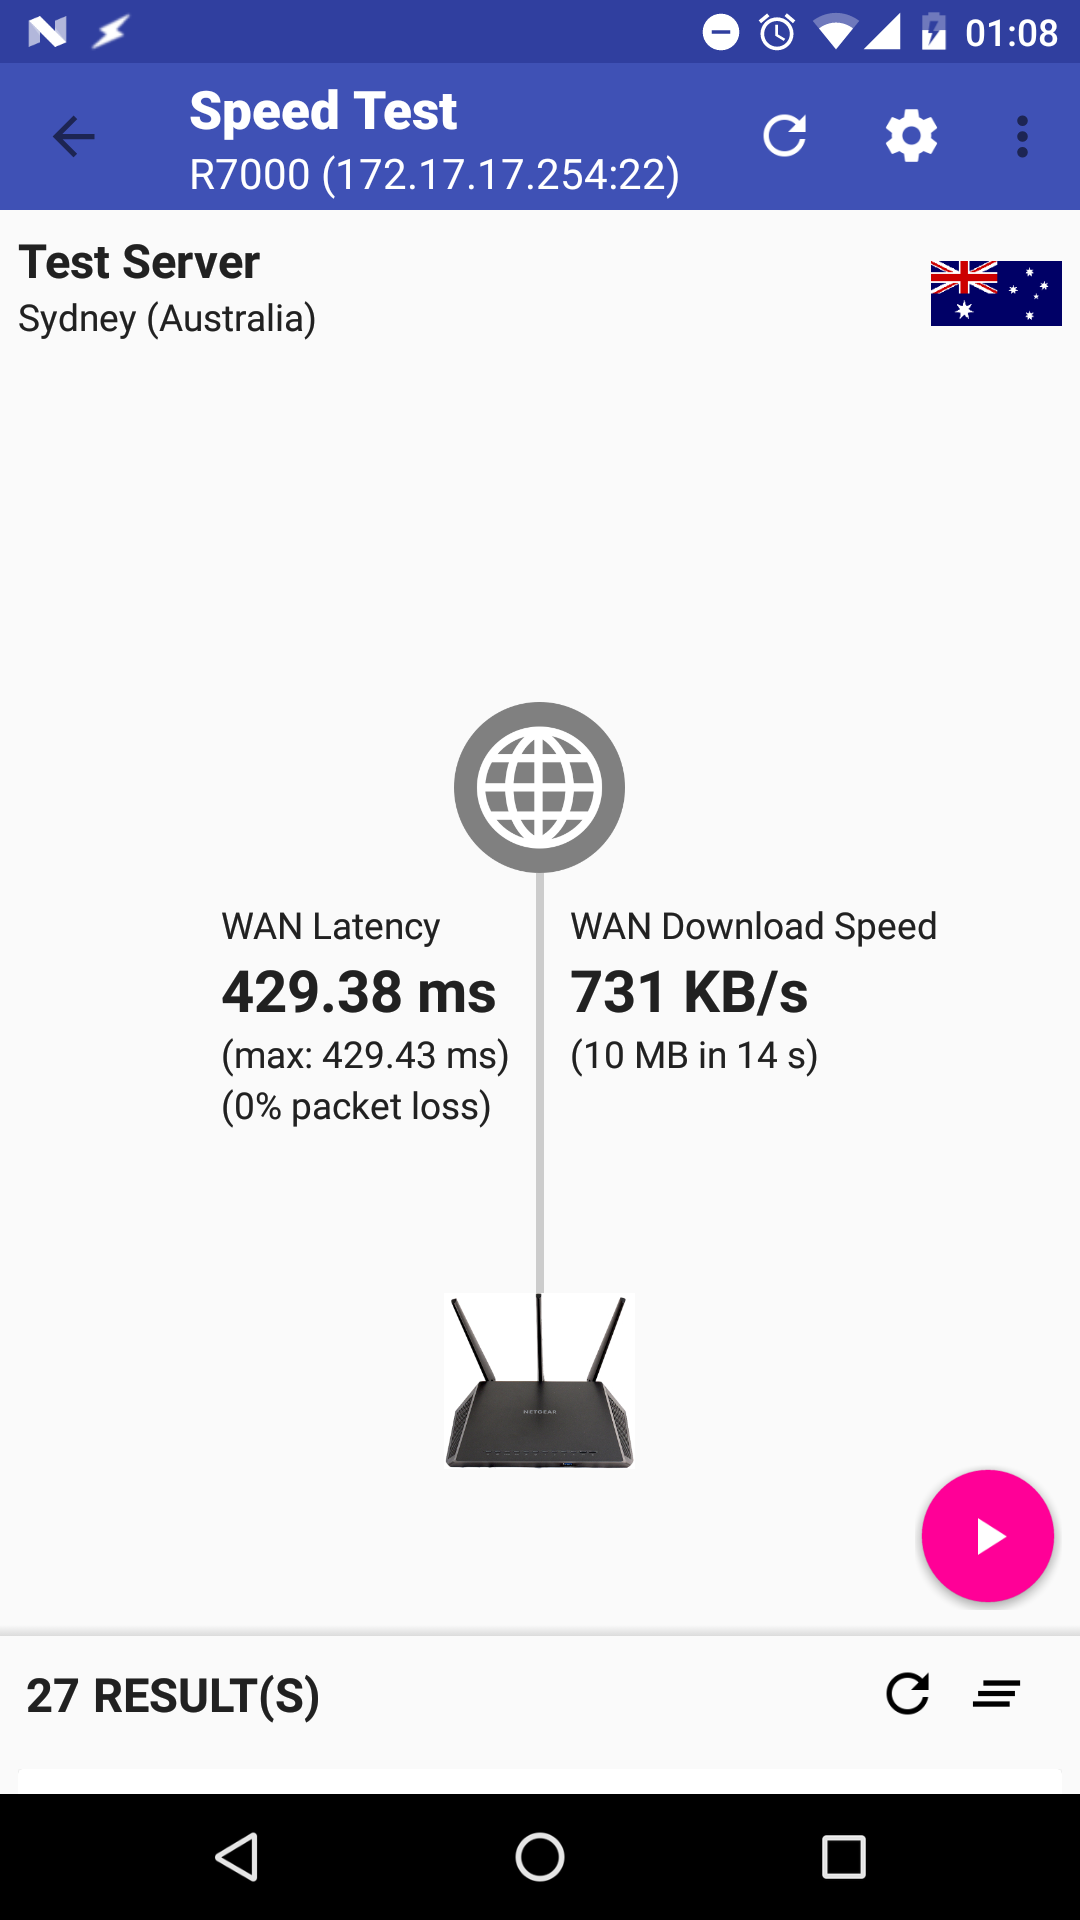 01:08
Speed Test
R7000 (172.17.17.254:22)
Test Server
Sydney (Australia)
WAN Latency
429.38 ms
(max: 429.43 ms)
(0% packet loss)
WAN Download Speed
731 KB/s
(10 MB in 14 s)
NETGEAR
27 RESULT(S)